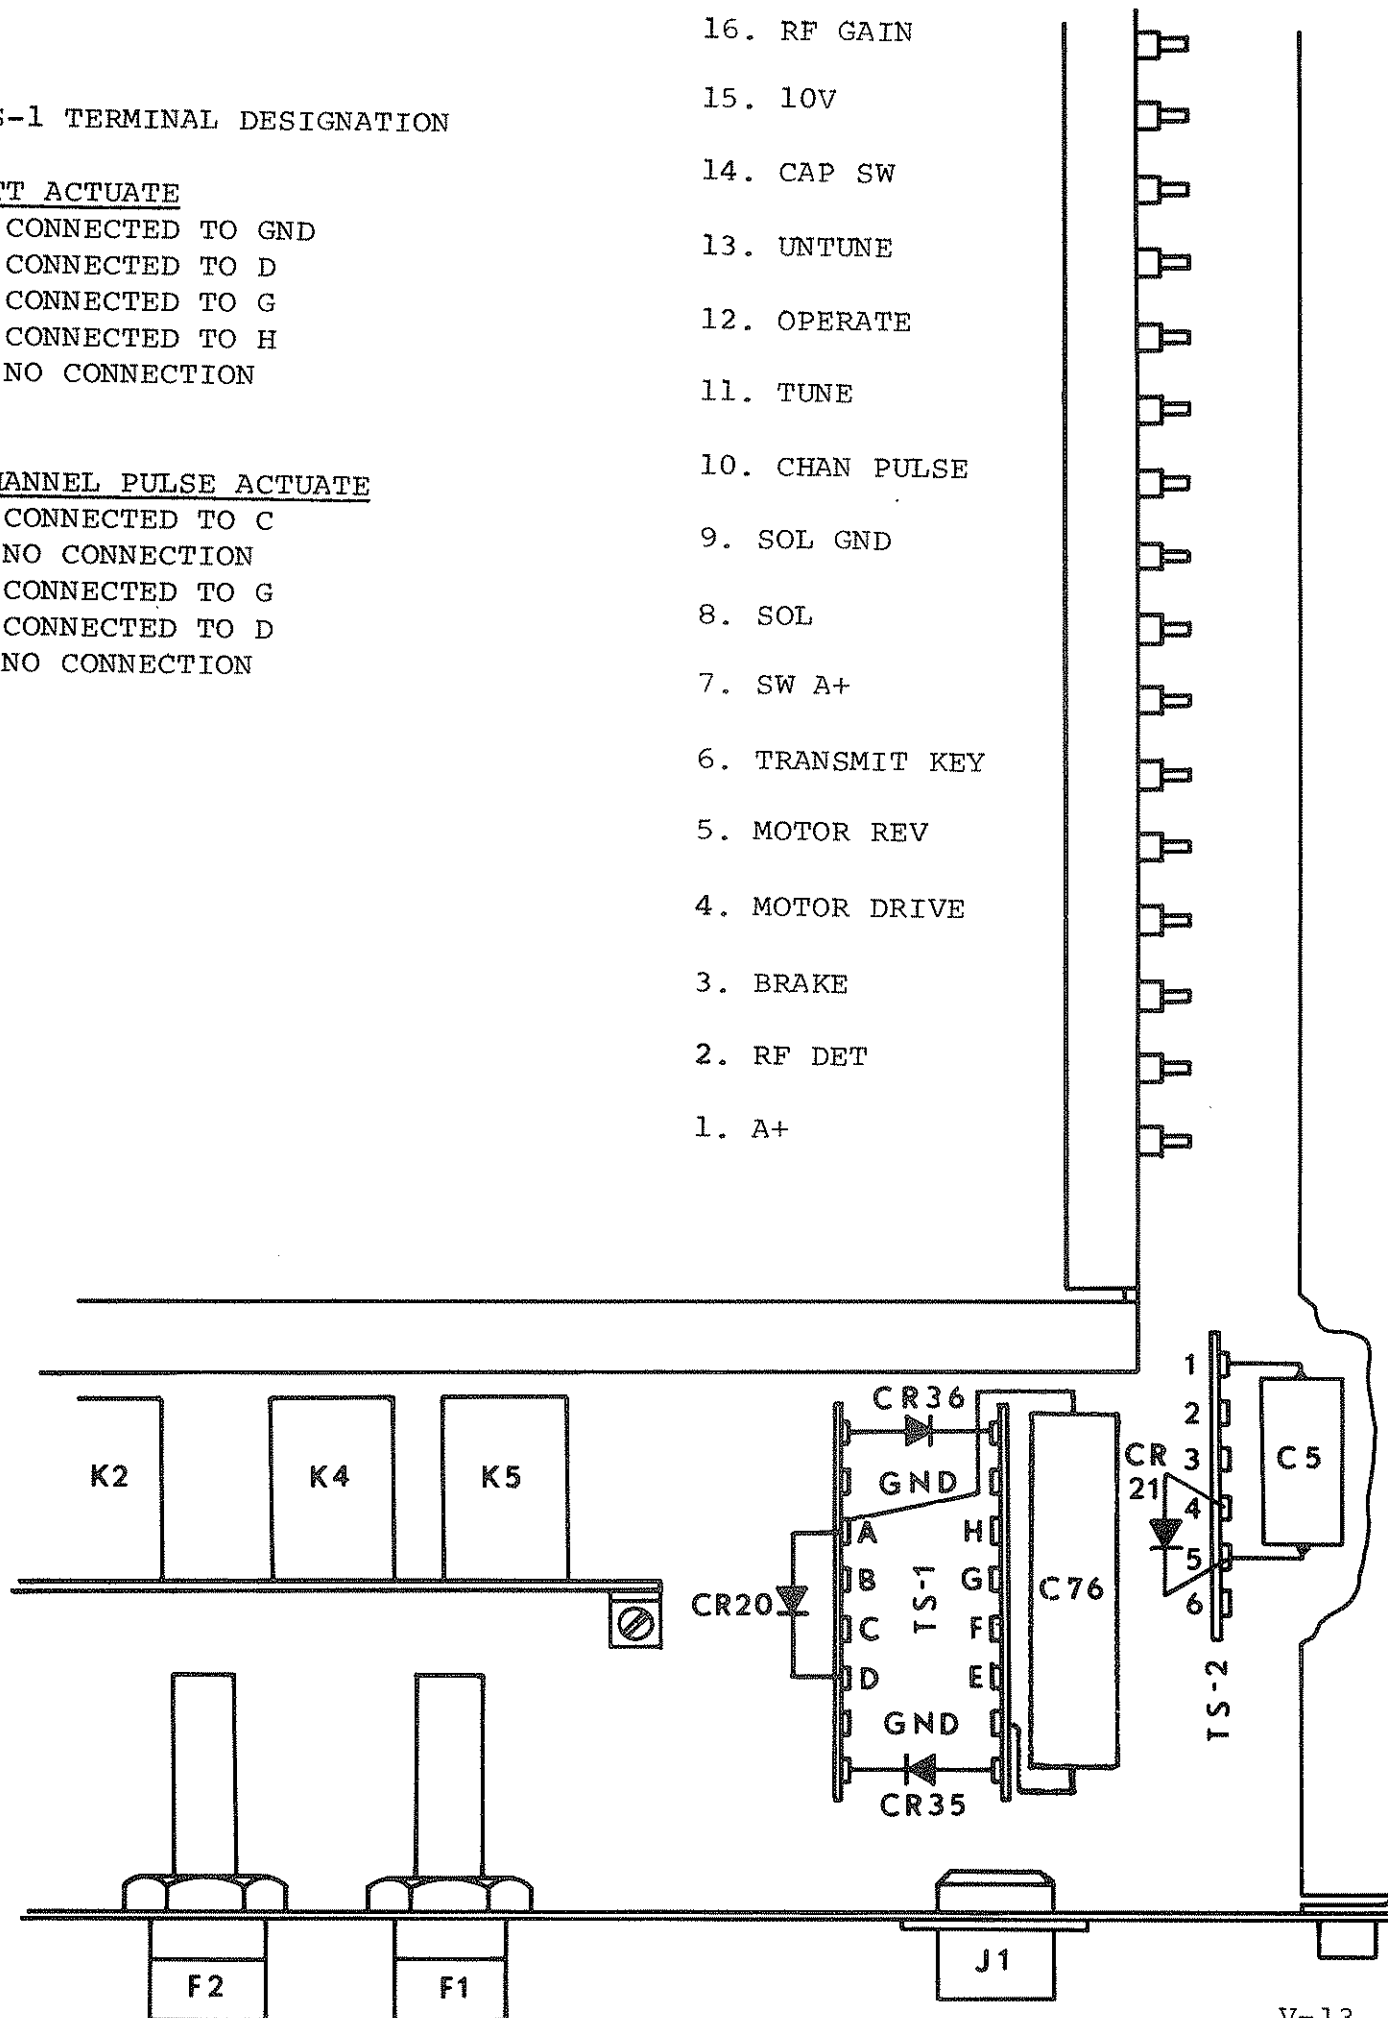 TERMINAL DESIGNATION
ACTUATE
CONNECTED TO GND
CONNECTED TO D
CONNECTED TO G
CONNECTED TO H
NO CONNECTION
PULSE ACTUATE
CONNECTED TO C
NO CONNECTION
CONNECTED TO G
CONNECTED TO D
NO CONNECTION
16. RF GAIN
15. 10V
14. CAP SW
13. UNTUNE
12. OPERATE
11. TUNE
10. CHAN PULSE
9. SOL GND
8. SOL
7. SW A+
6. TRANSMIT KEY
5. MOTOR REV
4. MOTOR DRIVE
3. BRAKE
2. RF DET
1. A+
K2
K4
K5
CR36
GND
A
B
C
D
CR20
TS-1
H
G
F
E
GND
CR35
C76
CR
21
1
2
3
4
5
6
TS-2
C5
F2
F1
J1